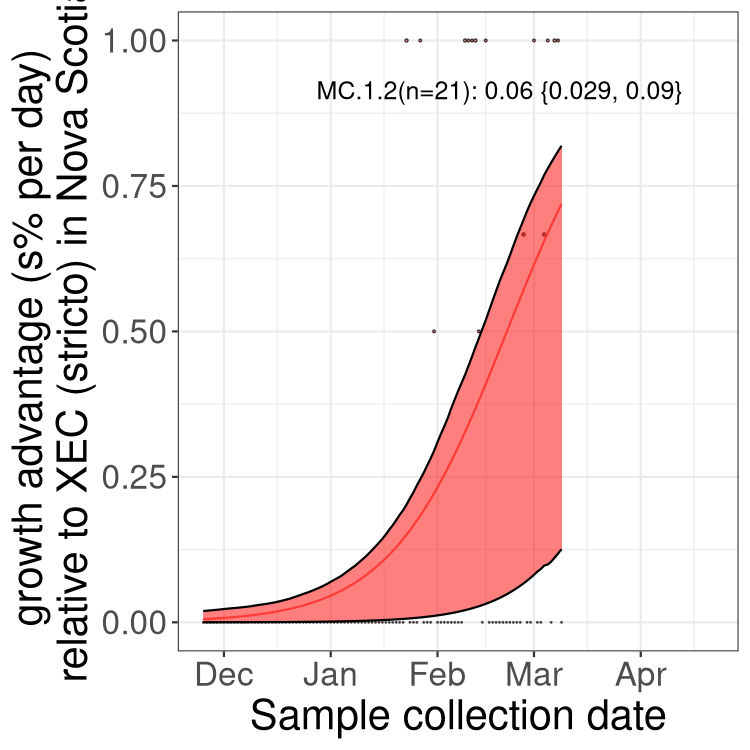 growth advantage (s% per day)
relative to XEC (stricto) in Nova Scotia
1.00
0.75
0.50
0.25
0.00
MC.1.2(n=21): 0.06 {0.029, 0.09}
Dec Jan Feb Mar Apr
Sample collection date